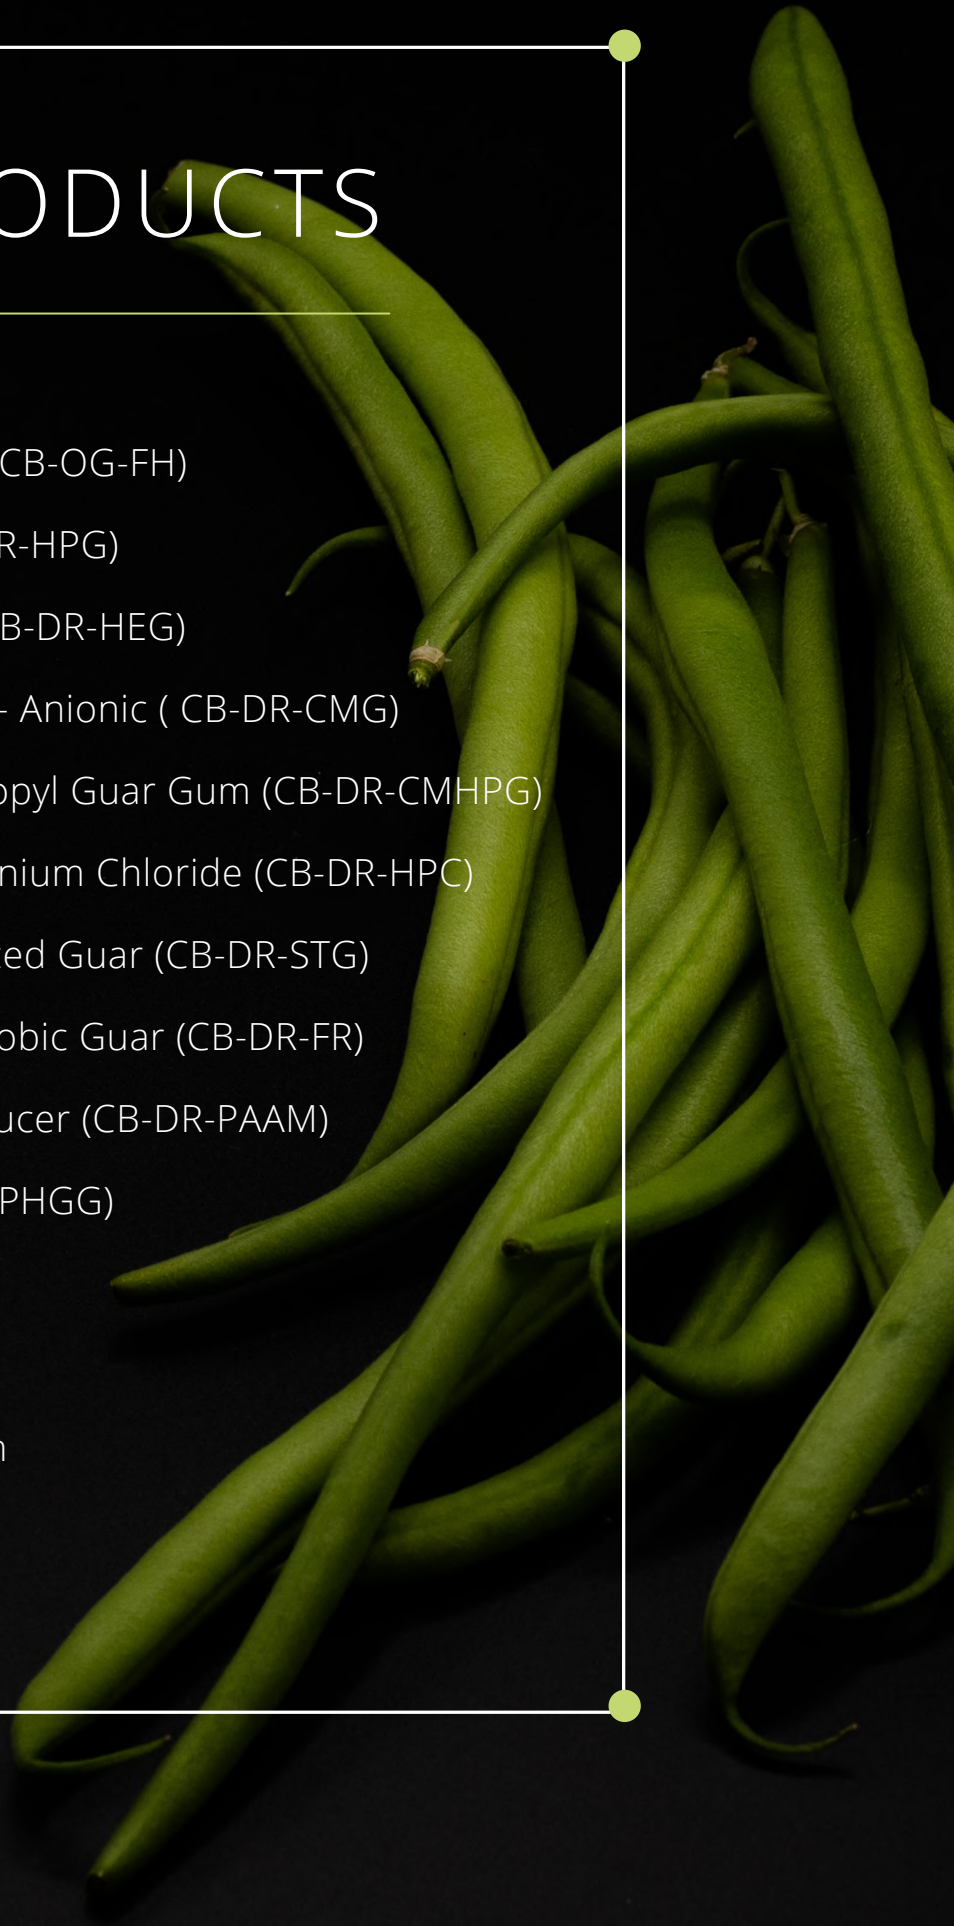 ODUCTS
CB-OG-FH)
R-HPG)
B-DR-HEG)
- Anionic ( CB-DR-CMG)
opyl Guar Gum (CB-DR-CMHPG)
nium Chloride (CB-DR-HPC)
ted Guar (CB-DR-STG)
obic Guar (CB-DR-FR)
ucer (CB-DR-PAAM)
PHGG)